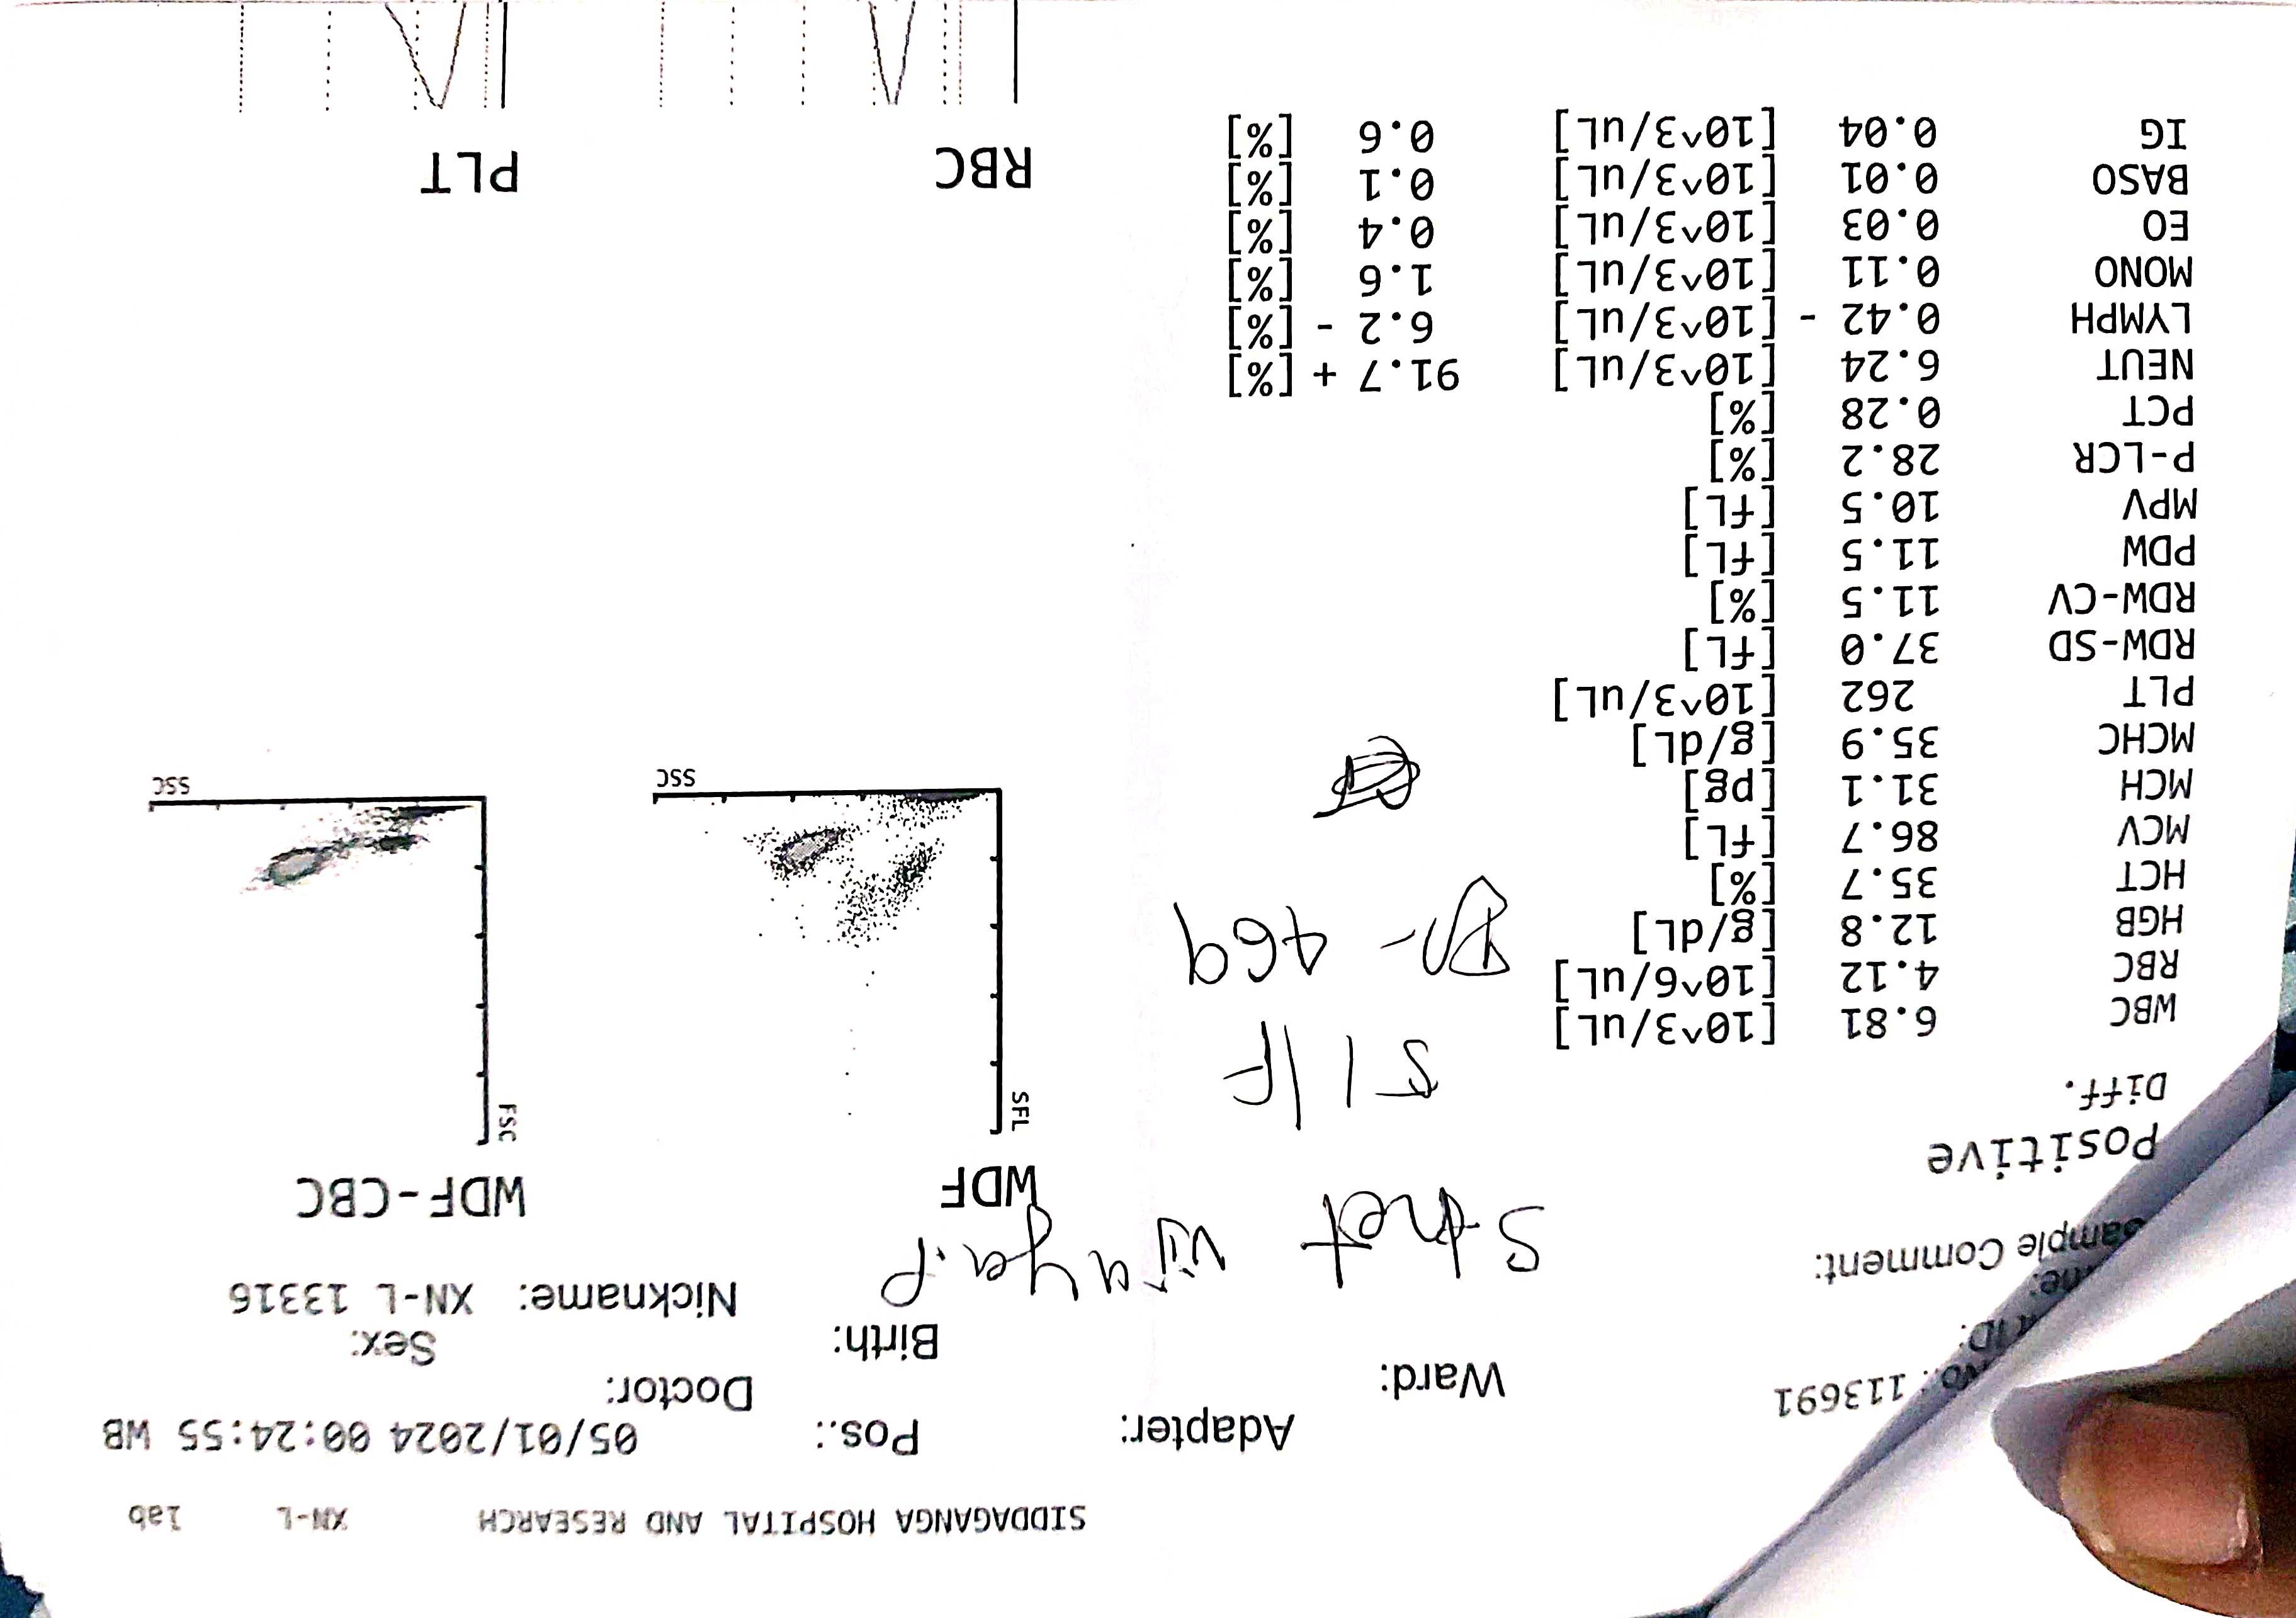 SIDDAGANGA HOSPITAL AND RESEARCH XN-L lab
Adapter: Pos.: 05/01/2024 00:24:55 WB
No.: 113691 Ward: Doctor:
ID: Birth: Sex:
Nickname: XN-L 13316
Sample Comment:
vijaya.P
Positive
Diff.
51/F
469
WDF
SFL
SSC
WDF-CBC
FSC
SSC
WBC 6.81 [10^3/uL]
RBC 4.12 [10^6/uL]
HGB 12.8 [g/dL]
HCT 35.7 [%]
MCV 86.7 [fL]
MCH 31.1 [pg]
MCHC 35.9 [g/dL]
PLT 262 [10^3/uL]
RDW-SD 37.0 [fL]
RDW-CV 11.5 [%]
PDW 11.5 [fL]
MPV 10.5 [fL]
P-LCR 28.2 [%]
PCT 0.28 [%]
NEUT 6.24 [10^3/uL] 91.7 + [%]
LYMPH 0.42 - [10^3/uL] 6.2 - [%]
MONO 0.11 [10^3/uL] 1.6 [%]
EO 0.03 [10^3/uL] 0.4 [%]
BASO 0.01 [10^3/uL] 0.1 [%]
IG 0.04 [10^3/uL] 0.6 [%]
RBC
PLT